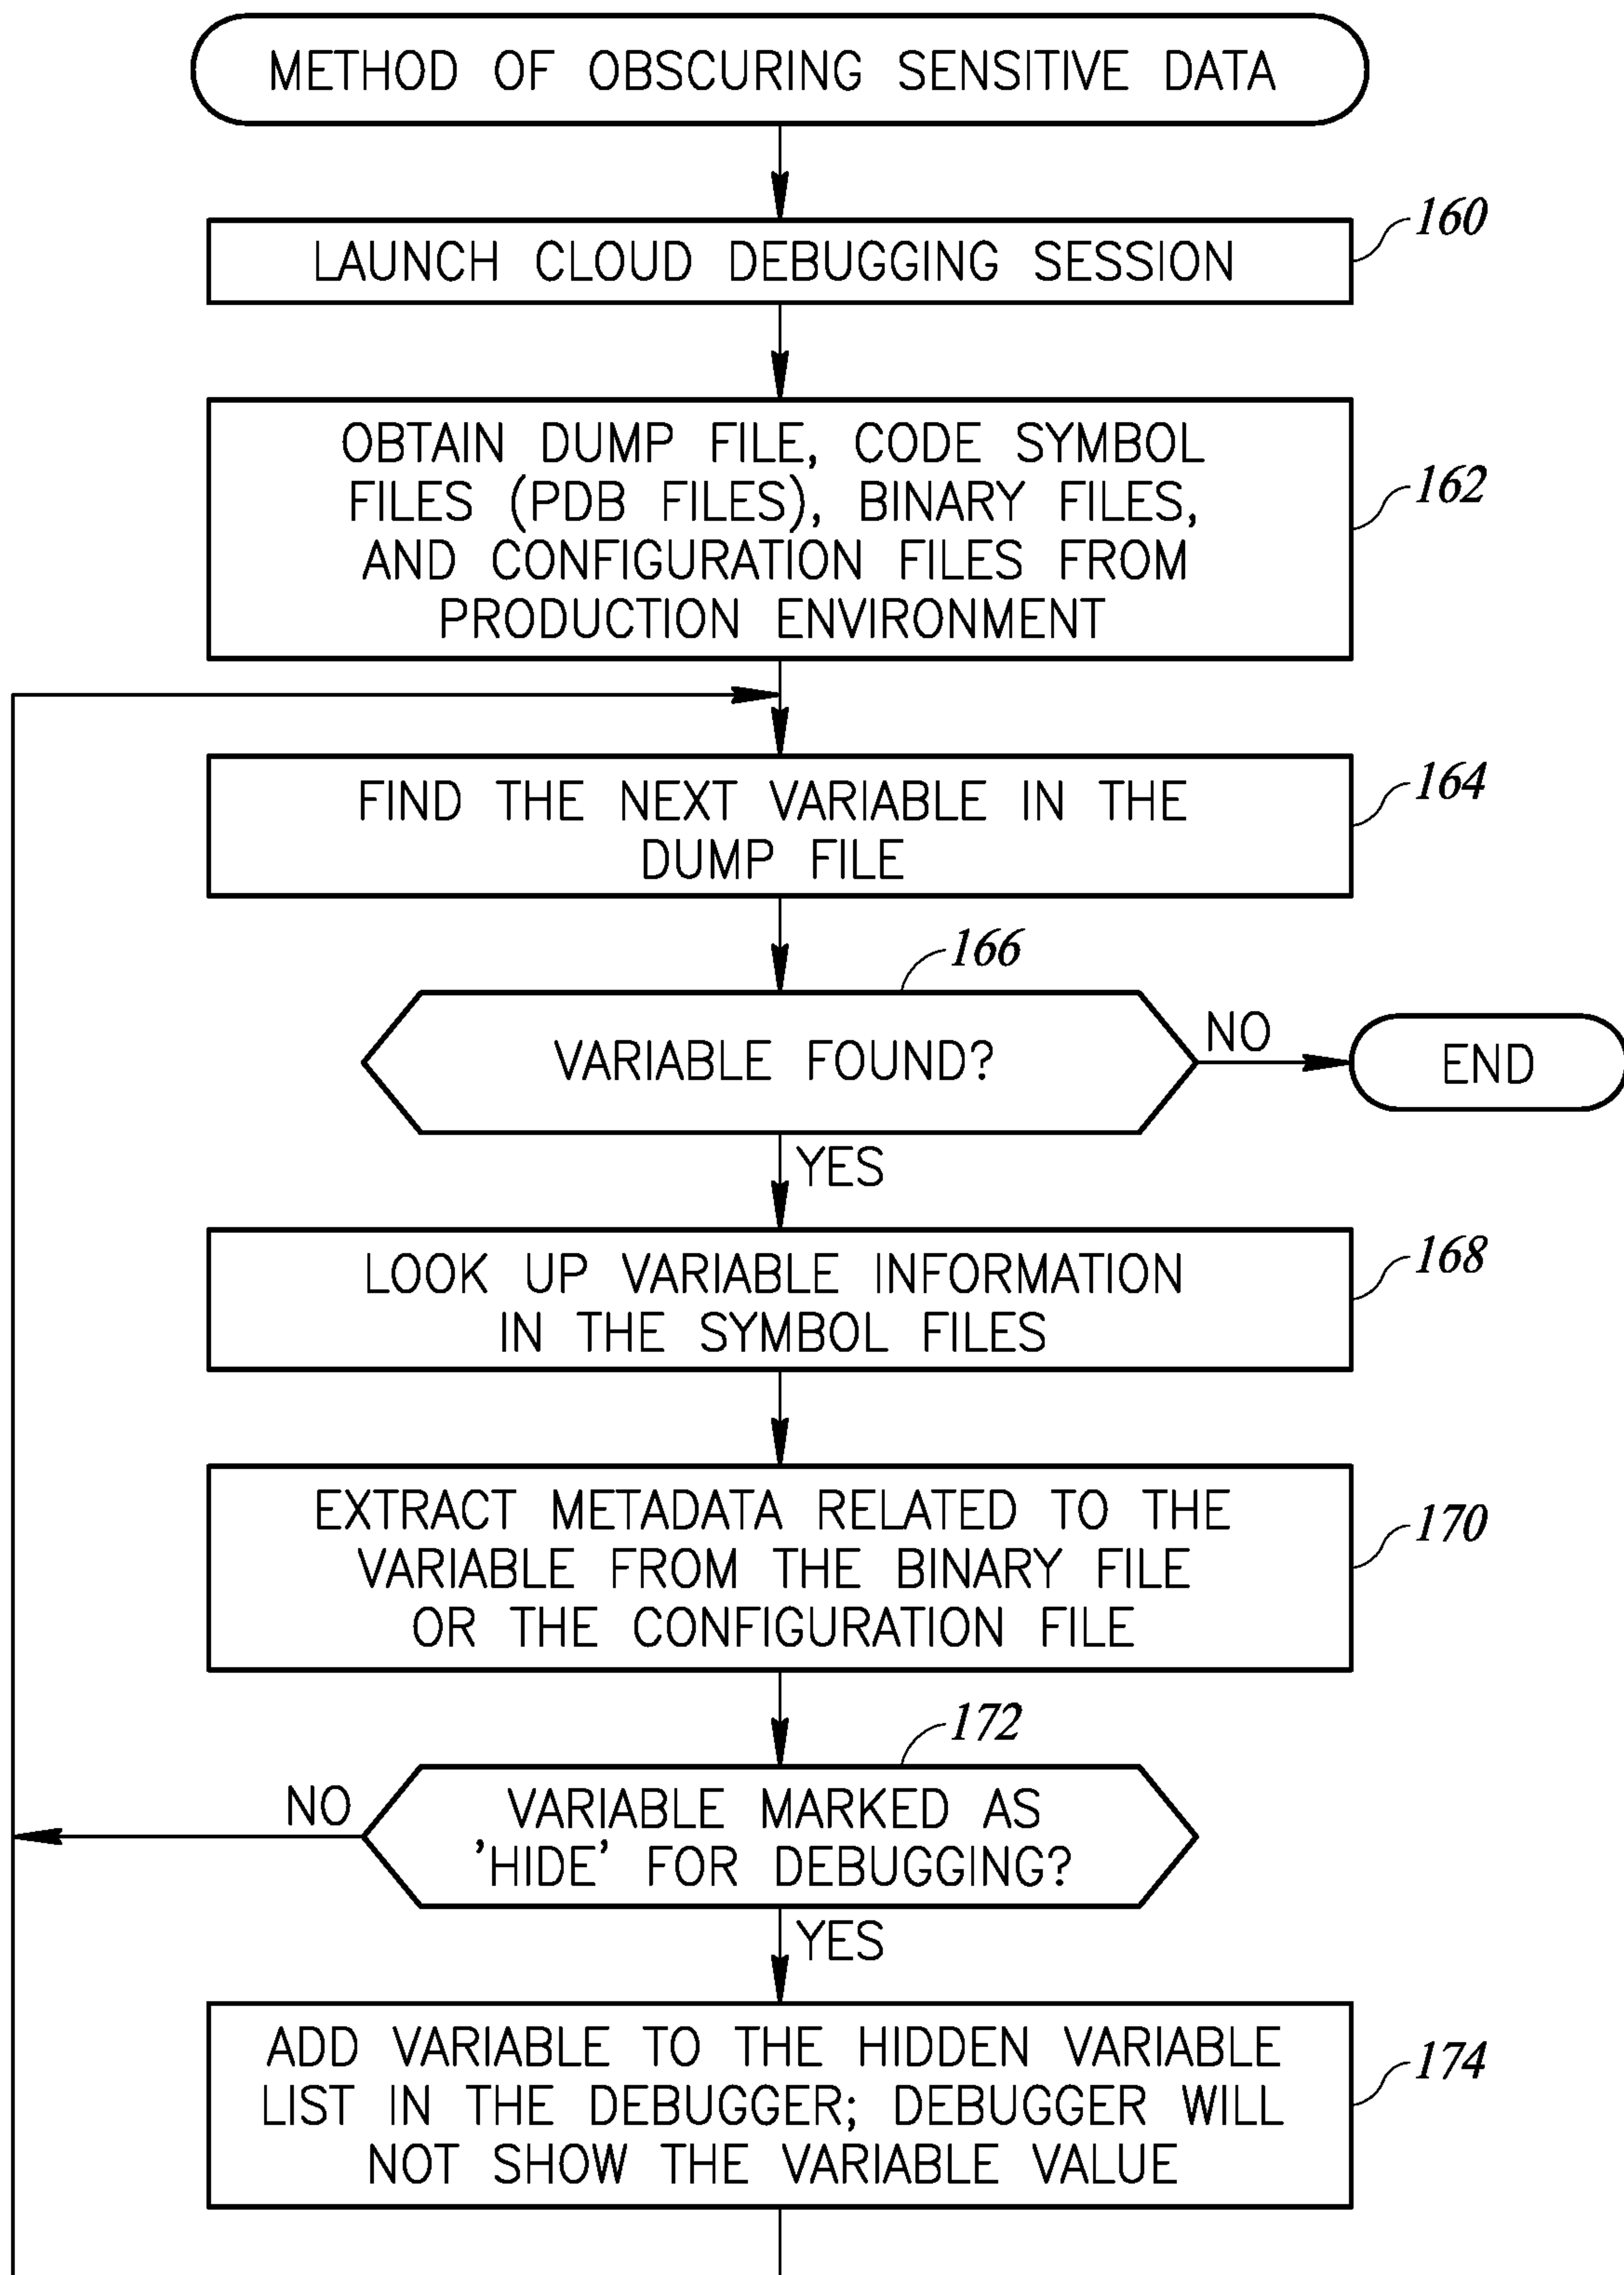 METHOD OF OBSCURING SENSITIVE DATA
160
LAUNCH CLOUD DEBUGGING SESSION
OBTAIN DUMP FILE, CODE SYMBOL
FILES (PDB FILES), BINARY FILES,
AND CONFIGURATION FILES FROM
PRODUCTION ENVIRONMENT
162
FIND THE NEXT VARIABLE IN THE
DUMP FILE
164
166
VARIABLE FOUND?
NO
END
YES
LOOK UP VARIABLE INFORMATION
IN THE SYMBOL FILES
168
EXTRACT METADATA RELATED TO THE
VARIABLE FROM THE BINARY FILE
OR THE CONFIGURATION FILE
170
172
NO
VARIABLE MARKED AS
'HIDE' FOR DEBUGGING?
YES
ADD VARIABLE TO THE HIDDEN VARIABLE
LIST IN THE DEBUGGER; DEBUGGER WILL
NOT SHOW THE VARIABLE VALUE
174